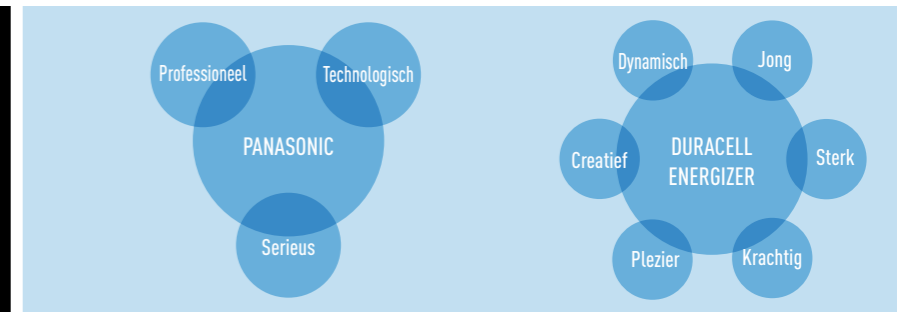 Professioneel
Technologisch
PANASONIC
Serieus
Dynamisch
Jong
Creatief
DURACELL
ENERGIZER
Sterk
Plezier
Krachtig